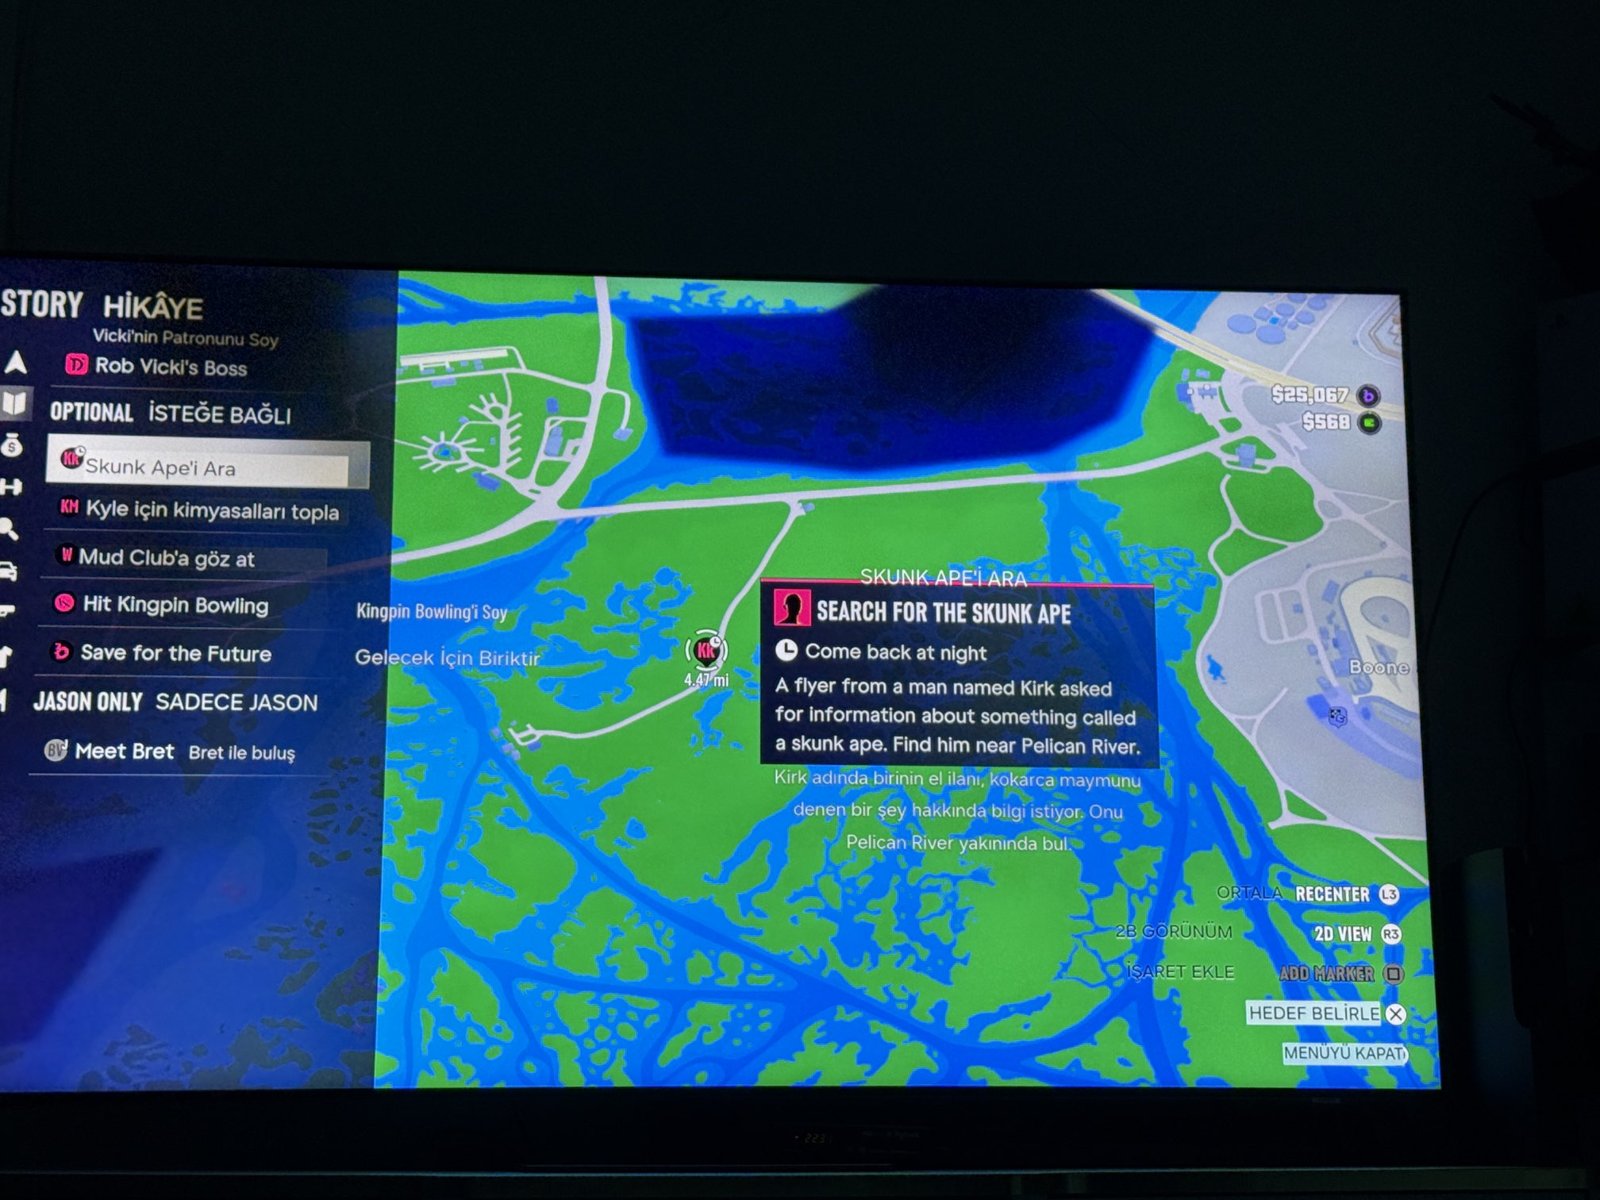 STORY HİKÂYE
Vicki'nin Patronunu Soy
Rob Vicki's Boss
OPTIONAL İSTEĞE BAĞLI
KK Skunk Ape'i Ara
KM Kyle için kimyasalları topla
Mud Club'a göz at
Hit Kingpin Bowling
Kingpin Bowling'i Soy
Save for the Future
Gelecek İçin Biriktir
JASON ONLY SADECE JASON
BV Meet Bret Bret ile buluş
$25,067
$568
KK
4.47 mi
SKUNK APE'İ ARA
SEARCH FOR THE SKUNK APE
Come back at night
A flyer from a man named Kirk asked
for information about something called
a skunk ape. Find him near Pelican River.
Kirk adında birinin el ilanı, kokarca maymunu
denen bir şey hakkında bilgi istiyor. Onu
Pelican River yakınında bul.
Boone
ORTALA RECENTER L3
2B GÖRÜNÜM 2D VIEW R3
İŞARET EKLE ADD MARKER
HEDEF BELİRLE
MENÜYÜ KAPAT